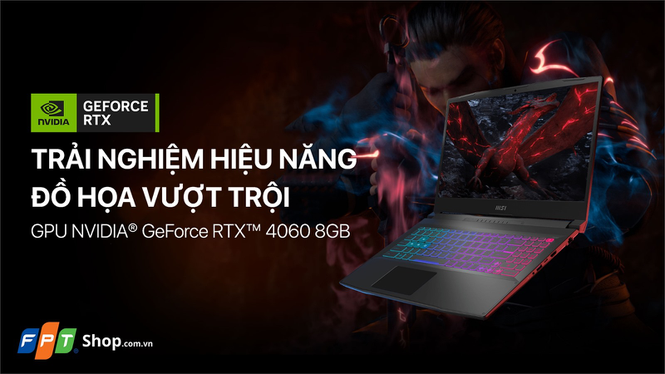 NVIDIA
GEFORCE
RTX
TRẢI NGHIỆM HIỆU NĂNG
ĐỒ HỌA VƯỢT TRỘI
GPU NVIDIA® GeForce RTX™ 4060 8GB
msi
FPT Shop.com.vn